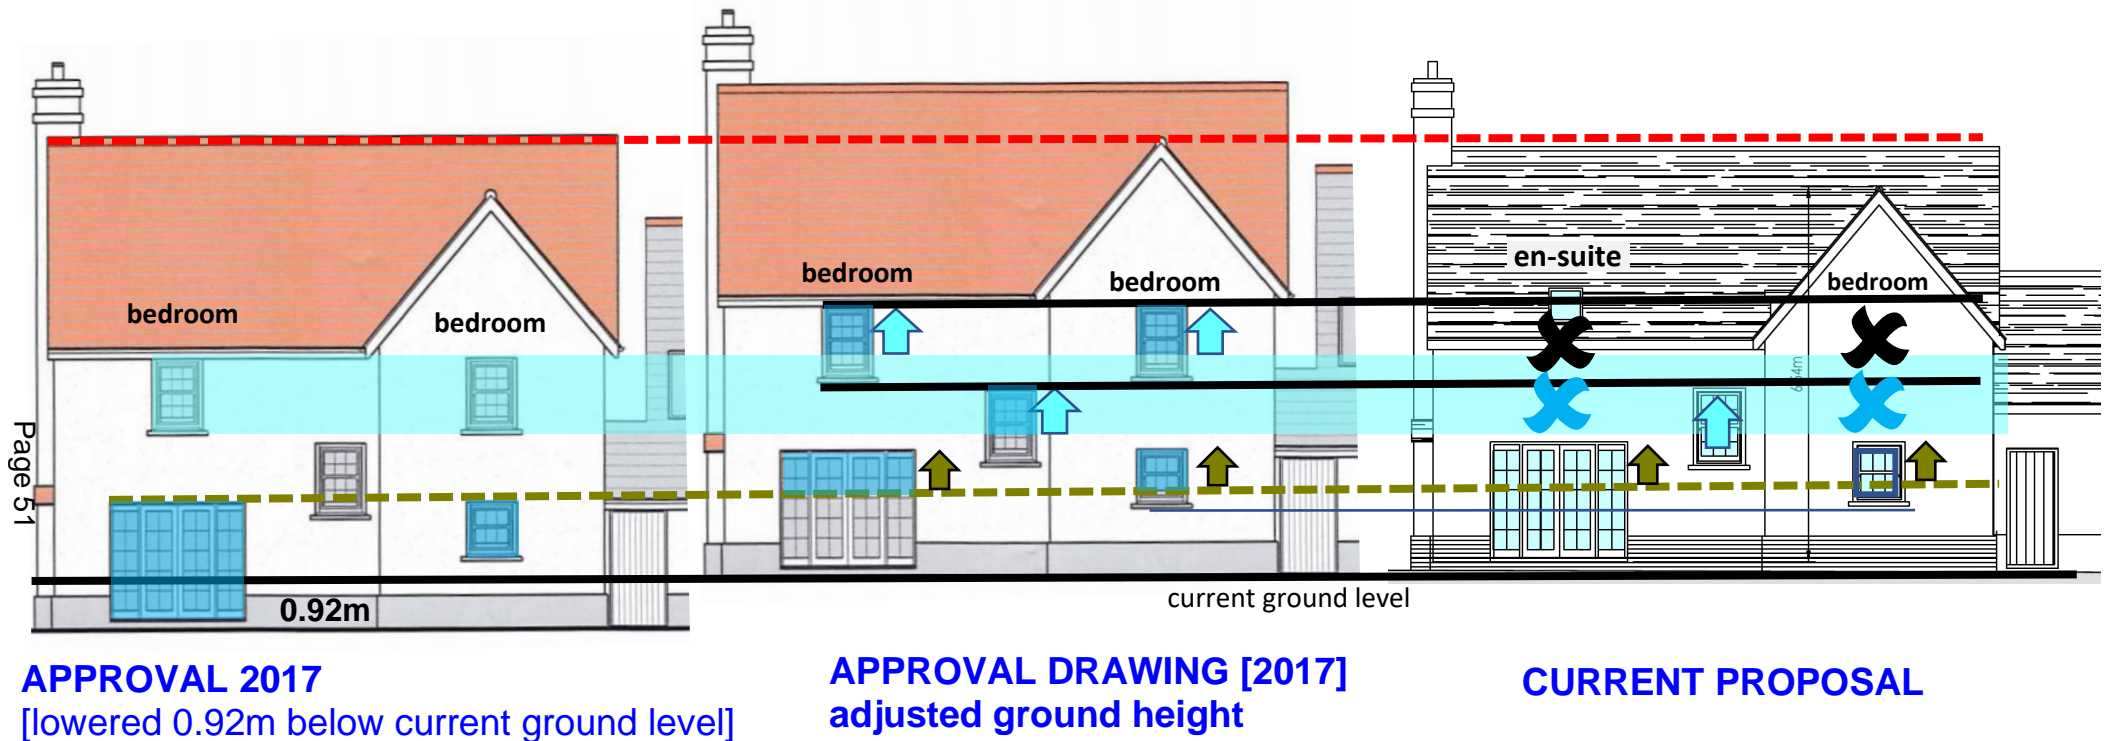 bedroom
bedroom
bedroom
bedroom
en-suite
bedroom
Page 51
0.92m
current ground level
APPROVAL 2017
[lowered 0.92m below current ground level]
APPROVAL DRAWING [2017]
adjusted ground height
CURRENT PROPOSAL